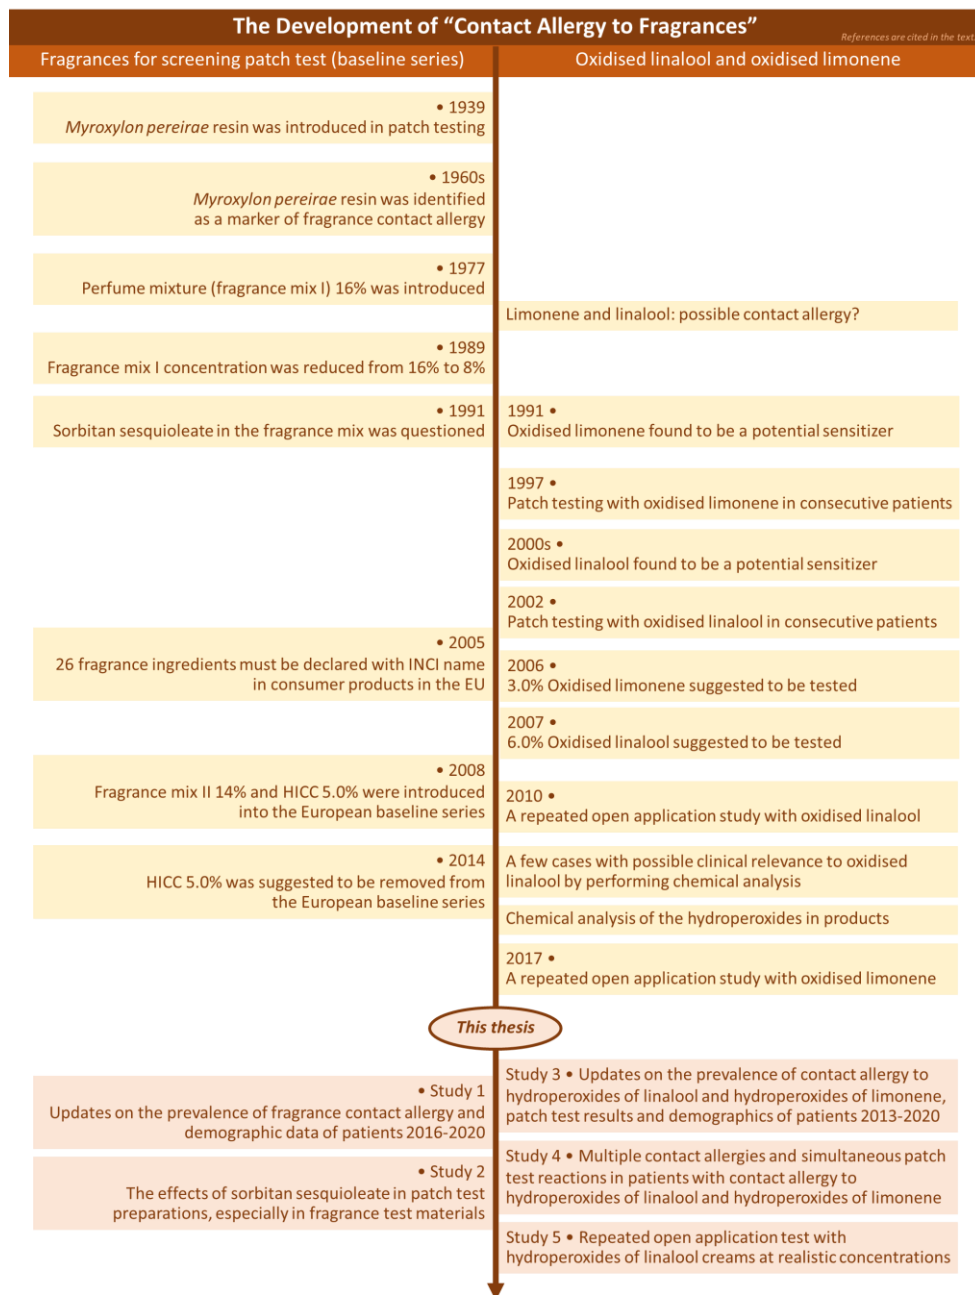 The Development of “Contact Allergy to Fragrances”
References are cited in the text.
Fragrances for screening patch test (baseline series)
Oxidised linalool and oxidised limonene
• 1939
Myroxylon pereirae resin was introduced in patch testing
• 1960s
Myroxylon pereirae resin was identified
as a marker of fragrance contact allergy
• 1977
Perfume mixture (fragrance mix I) 16% was introduced
Limonene and linalool: possible contact allergy?
• 1989
Fragrance mix I concentration was reduced from 16% to 8%
• 1991
Sorbitan sesquioleate in the fragrance mix was questioned
1991 •
Oxidised limonene found to be a potential sensitizer
1997 •
Patch testing with oxidised limonene in consecutive patients
2000s •
Oxidised linalool found to be a potential sensitizer
2002 •
Patch testing with oxidised linalool in consecutive patients
• 2005
26 fragrance ingredients must be declared with INCI name
in consumer products in the EU
2006 •
3.0% Oxidised limonene suggested to be tested
2007 •
6.0% Oxidised linalool suggested to be tested
• 2008
Fragrance mix II 14% and HICC 5.0% were introduced
into the European baseline series
2010 •
A repeated open application study with oxidised linalool
• 2014
HICC 5.0% was suggested to be removed from
the European baseline series
A few cases with possible clinical relevance to oxidised
linalool by performing chemical analysis
Chemical analysis of the hydroperoxides in products
2017 •
A repeated open application study with oxidised limonene
This thesis
• Study 1
Updates on the prevalence of fragrance contact allergy and
demographic data of patients 2016-2020
• Study 2
The effects of sorbitan sesquioleate in patch test
preparations, especially in fragrance test materials
Study 3 • Updates on the prevalence of contact allergy to
hydroperoxides of linalool and hydroperoxides of limonene,
patch test results and demographics of patients 2013-2020
Study 4 • Multiple contact allergies and simultaneous patch
test reactions in patients with contact allergy to
hydroperoxides of linalool and hydroperoxides of limonene
Study 5 • Repeated open application test with
hydroperoxides of linalool creams at realistic concentrations